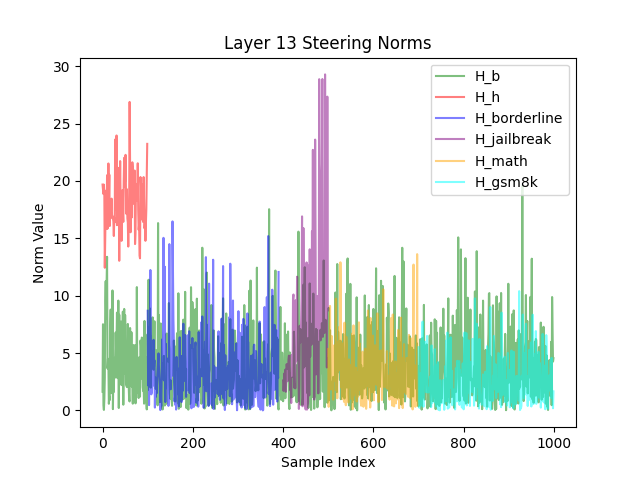 Layer 13 Steering Norms
30
25
20
15
10
5
0
Norm Value
0
200
400
600
800
1000
Sample Index
H_b
H_h
H_borderline
H_jailbreak
H_math
H_gsm8k